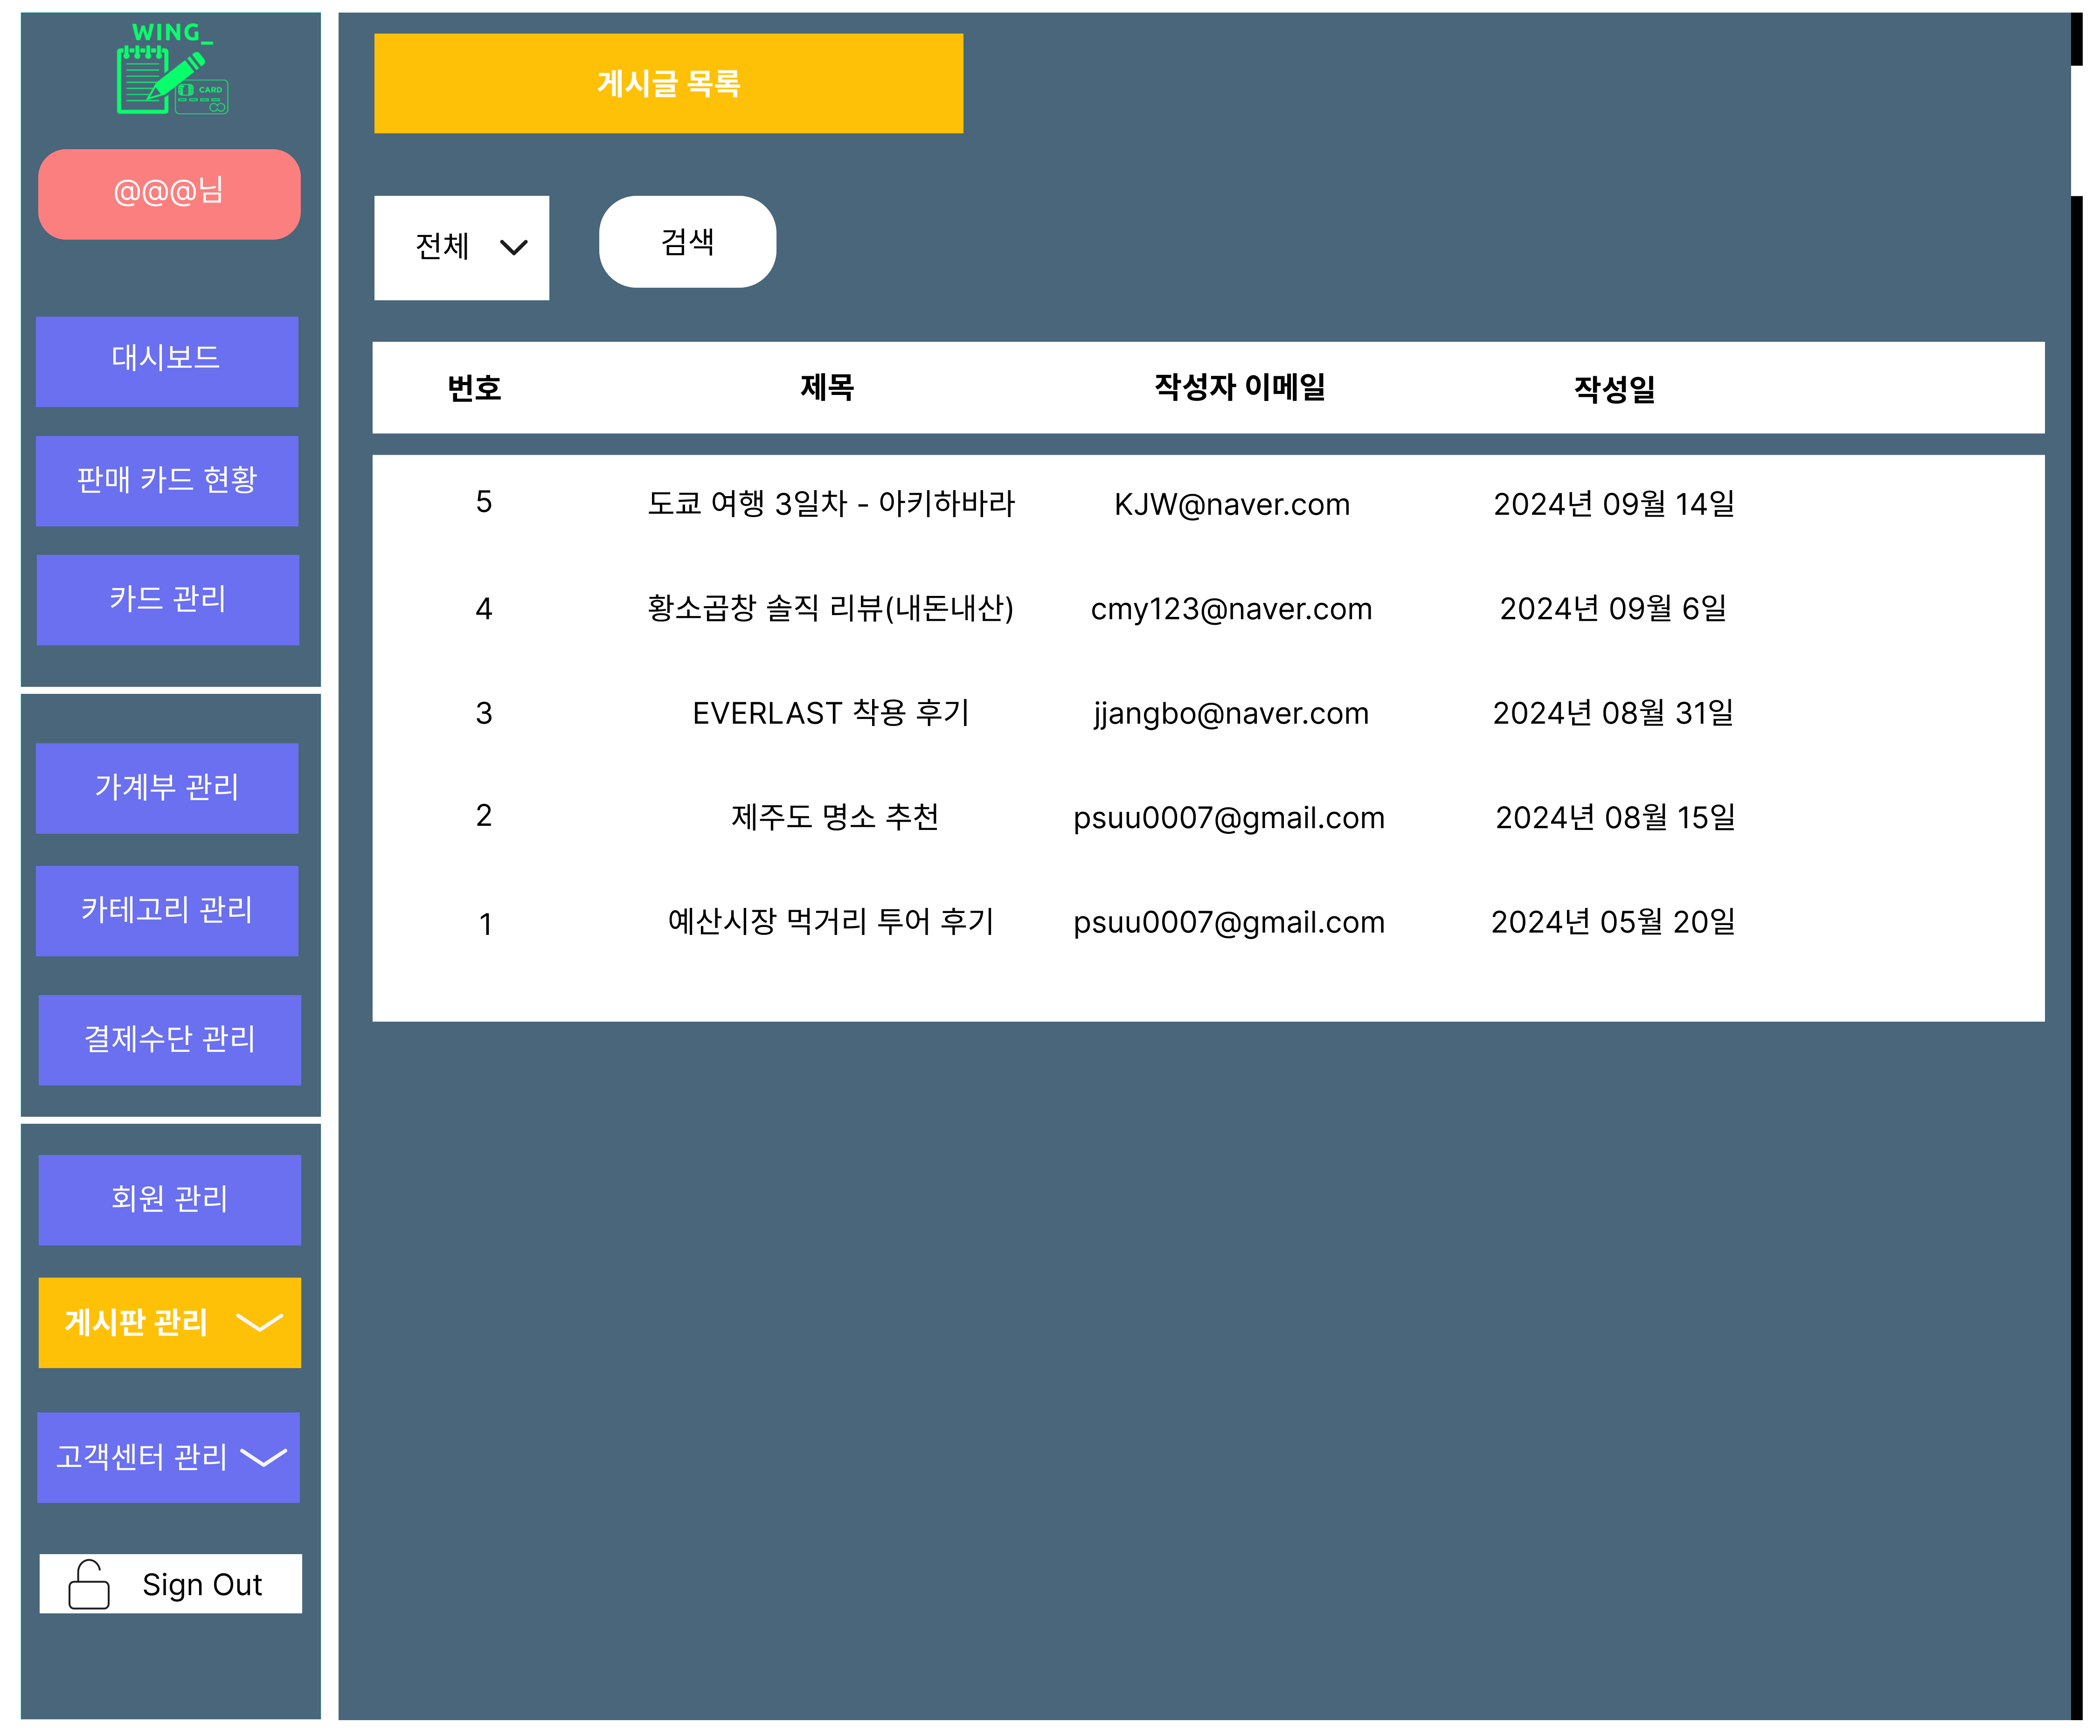 WING_
CARD
@@@님
대시보드
판매 카드 현황
카드 관리
가계부 관리
카테고리 관리
결제수단 관리
회원 관리
게시판 관리
고객센터 관리
Sign Out
게시글 목록
전체 검색
번호 제목 작성자 이메일 작성일
5 도쿄 여행 3일차 - 아키하바라 KJW@naver.com 2024년 09월 14일
4 황소곱창 솔직 리뷰(내돈내산) cmy123@naver.com 2024년 09월 6일
3 EVERLAST 착용 후기 jjangbo@naver.com 2024년 08월 31일
2 제주도 명소 추천 psuu0007@gmail.com 2024년 08월 15일
1 예산시장 먹거리 투어 후기 psuu0007@gmail.com 2024년 05월 20일